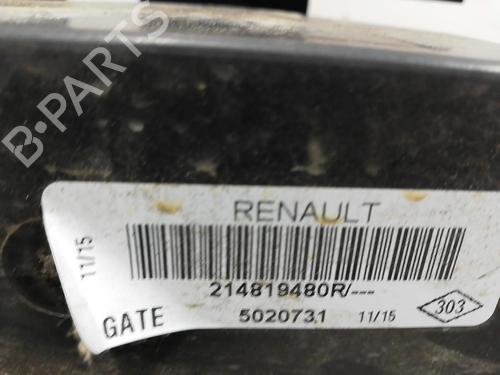 B-PARTS
RENAULT
11/15
214819480R/---
GATE
5020731
11/15
303